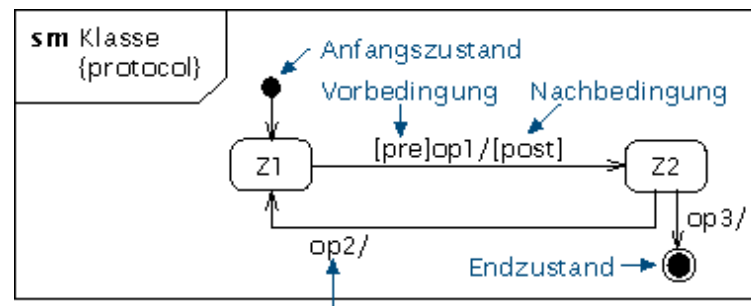 sm Klasse
{protocol}
Anfangszustand
Vorbedingung
Nachbedingung
[pre]op1/[post]
Z1
Z2
op2/
op3/
Endzustand